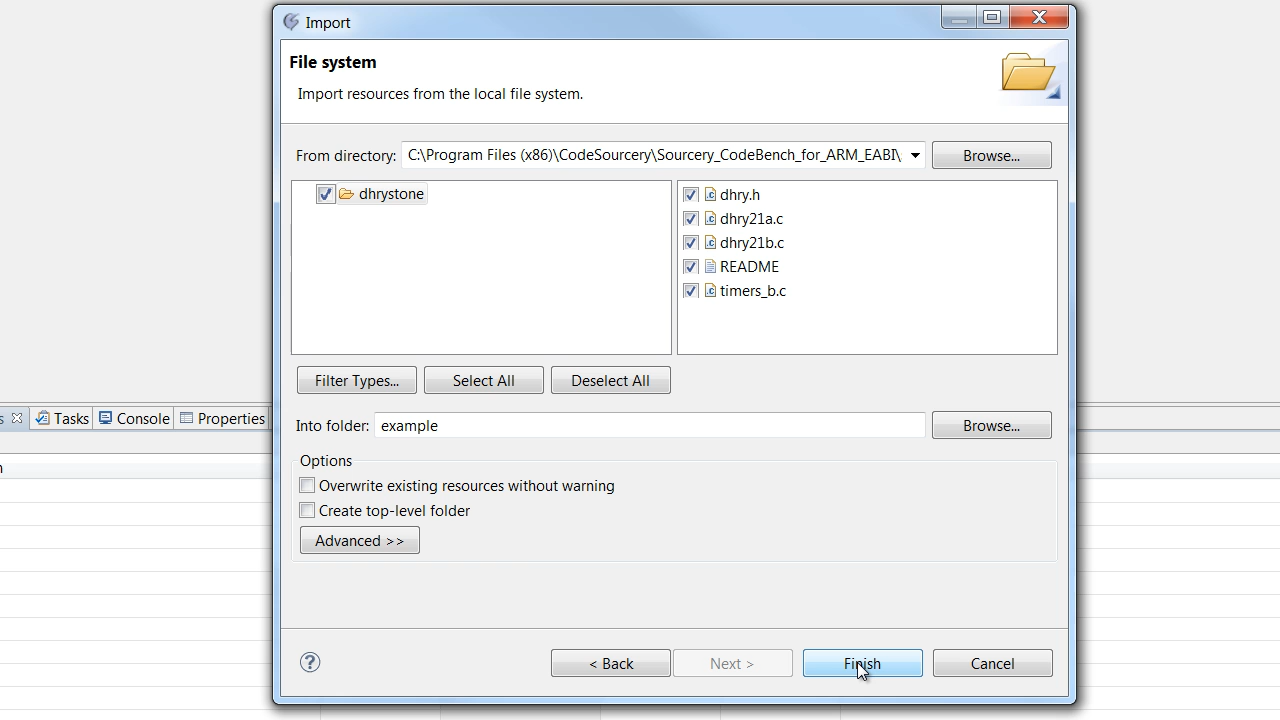 Import
File system
Import resources from the local file system.
From directory: C:\Program Files (x86)\CodeSourcery\Sourcery_CodeBench_for_ARM_EABI\ Browse...
dhrystone
dhry.h
dhry21a.c
dhry21b.c
README
timers_b.c
Filter Types... Select All Deselect All
Tasks Console Properties
Into folder: example Browse...
Options
Overwrite existing resources without warning
Create top-level folder
Advanced >>
? < Back Next > Finish Cancel